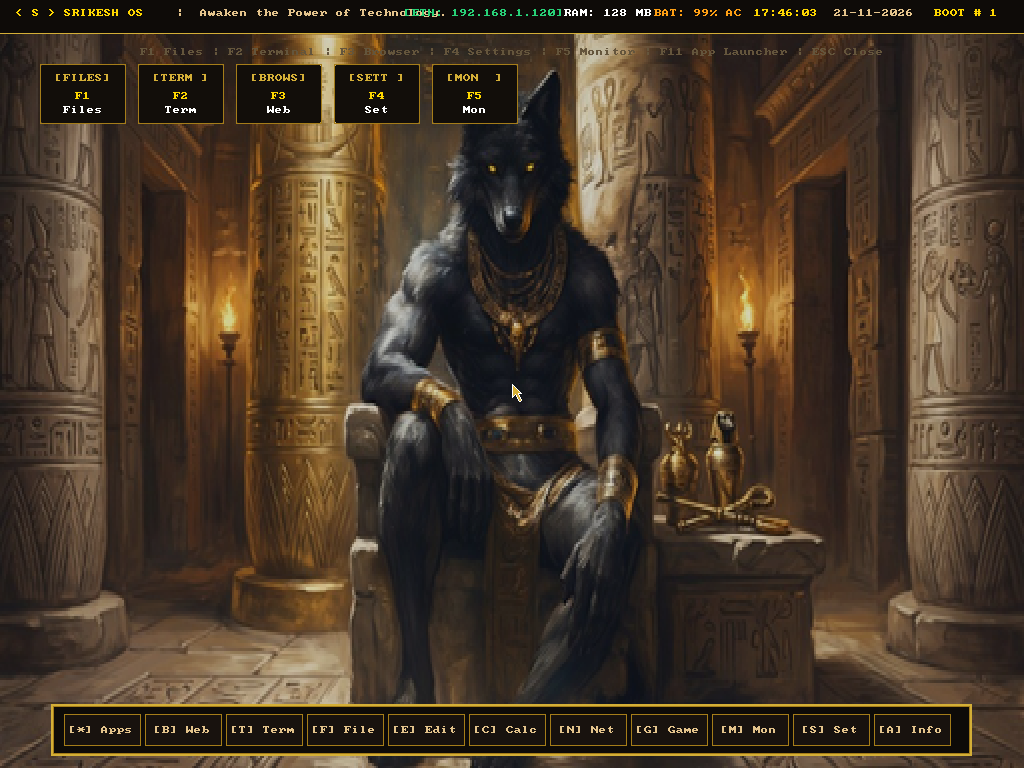 < S > SRIKESH OS ¦ Awaken the Power of Technology. 192.168.1.120] RAM: 128 MB BAT: 99% AC 17:46:03 21-11-2026 BOOT # 1
F1 Files ¦ F2 Terminal ¦ F3 Browser ¦ F4 Settings ¦ F5 Monitor ¦ F11 App Launcher ¦ ESC Close
[FILES] [TERM ] [BROWS] [SETT ] [MON  ]
F1 F2 F3 F4 F5
Files Term Web Set Mon
[*] Apps [B] Web [T] Term [F] File [E] Edit [C] Calc [N] Net [G] Game [M] Mon [S] Set [A] Info